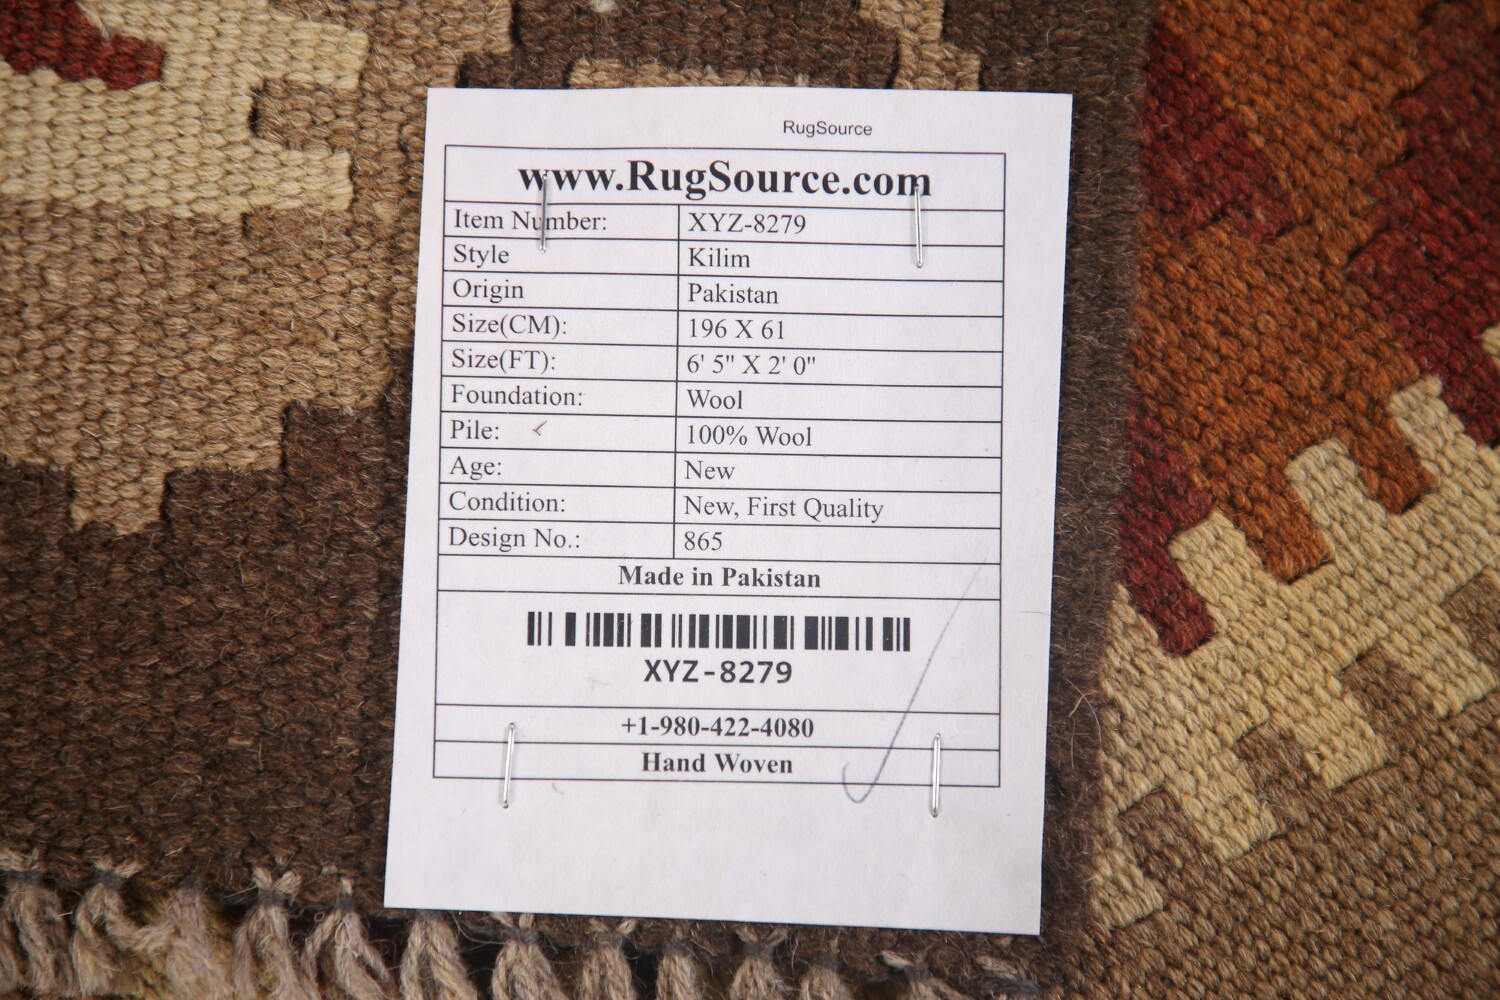 RugSource
www.RugSource.com
Item Number: XYZ-8279
Style Kilim
Origin Pakistan
Size(CM): 196 X 61
Size(FT): 6' 5" X 2' 0"
Foundation: Wool
Pile: 100% Wool
Age: New
Condition: New, First Quality
Design No.: 865
Made in Pakistan
XYZ-8279
+1-980-422-4080
Hand Woven